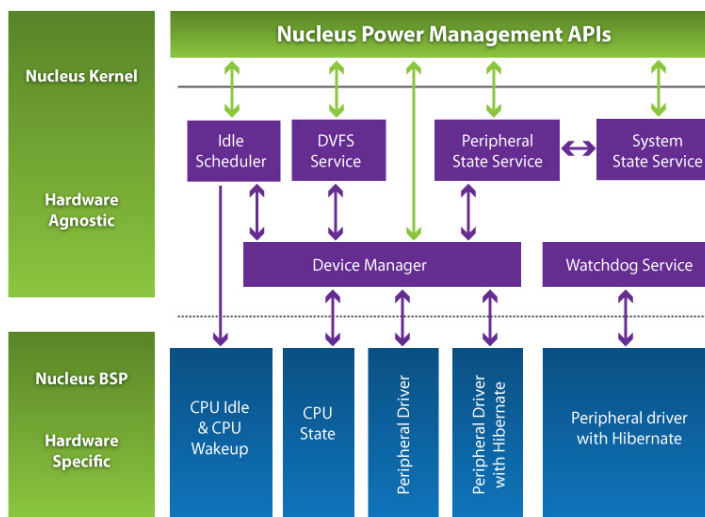 Nucleus Power Management APIs
Nucleus Kernel
Hardware
Agnostic
Idle
Scheduler
DVFS
Service
Peripheral
State Service
System
State Service
Device Manager
Watchdog Service
Nucleus BSP
Hardware
Specific
CPU Idle
& CPU
Wakeup
CPU
State
Peripheral Driver
Peripheral Driver
with Hibernate
Peripheral driver
with Hibernate